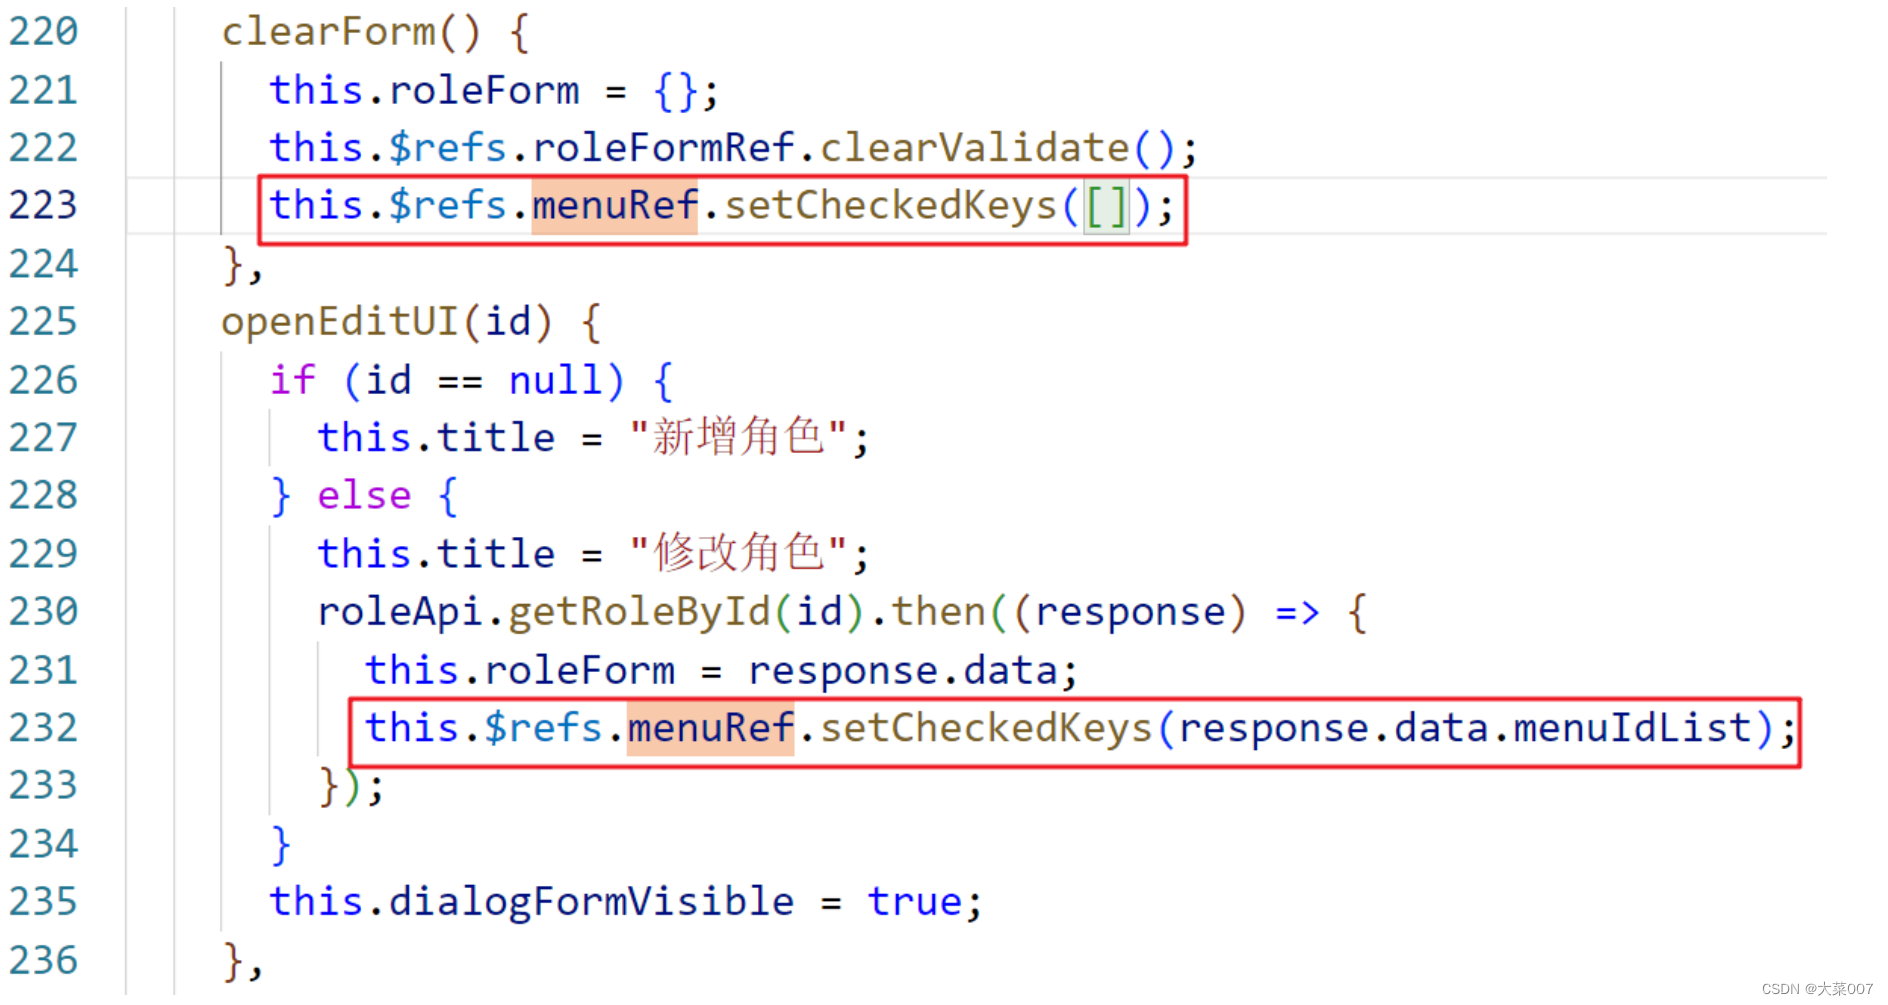 220 clearForm() {
221 this.roleForm = {};
222 this.$refs.roleFormRef.clearValidate();
223 this.$refs.menuRef.setCheckedKeys([]);
224 },
225 openEditUI(id) {
226 if (id == null) {
227 this.title = "新增角色";
228 } else {
229 this.title = "修改角色";
230 roleApi.getRoleById(id).then((response) => {
231 this.roleForm = response.data;
232 this.$refs.menuRef.setCheckedKeys(response.data.menuIdList);
233 });
234 }
235 this.dialogFormVisible = true;
236 },
CSDN @大菜007